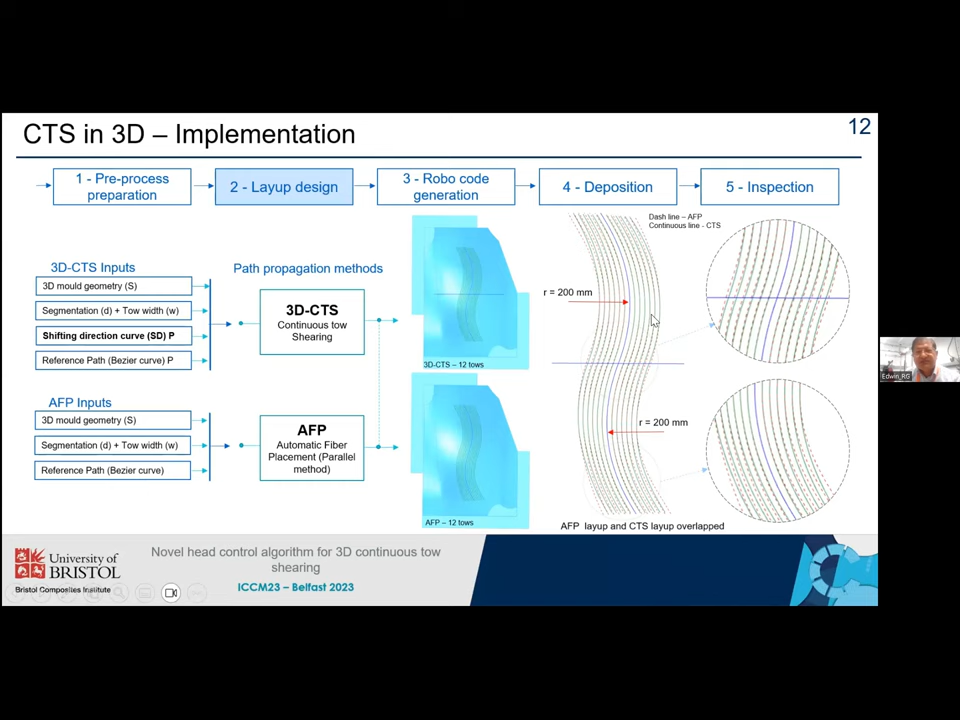 CTS in 3D – Implementation
12
1 - Pre-process
preparation
2 - Layup design
3 - Robo code
generation
4 - Deposition
5 - Inspection
3D-CTS Inputs
3D mould geometry (S)
Segmentation (d) + Tow width (w)
Shifting direction curve (SD) P
Reference Path (Bezier curve) P
AFP Inputs
3D mould geometry (S)
Segmentation (d) + Tow width (w)
Reference Path (Bezier curve)
Path propagation methods
3D-CTS
Continuous tow
Shearing
AFP
Automatic Fiber
Placement (Parallel
method)
3D-CTS – 12 tows
AFP – 12 tows
Dash line – AFP
Continuous line - CTS
r = 200 mm
r = 200 mm
AFP layup and CTS layup overlapped
Edwin_RG
University of
BRISTOL
Bristol Composites Institute
Novel head control algorithm for 3D continuous tow
shearing
ICCM23 – Belfast 2023